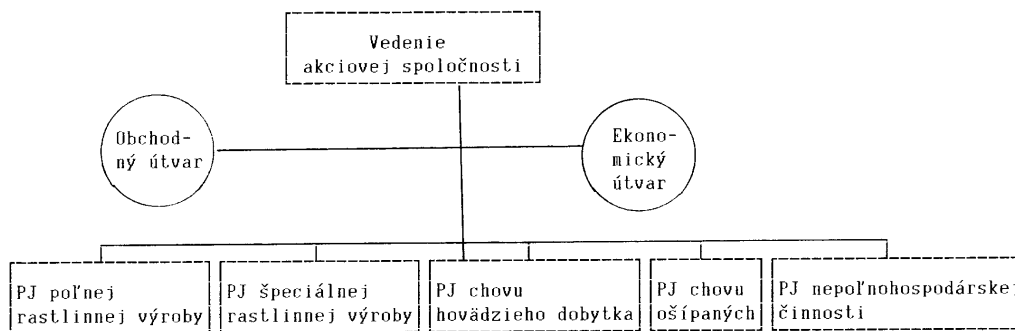 Vedenie
akciovej spoločnosti
Obchod-
ný útvar
Ekono-
mický
útvar
PJ poľnej
rastlinnej výroby
PJ špeciálnej
rastlinnej výroby
PJ chovu
hovädzieho dobytka
PJ chovu
ošípaných
PJ nepoľnohospodárskej
činnosti